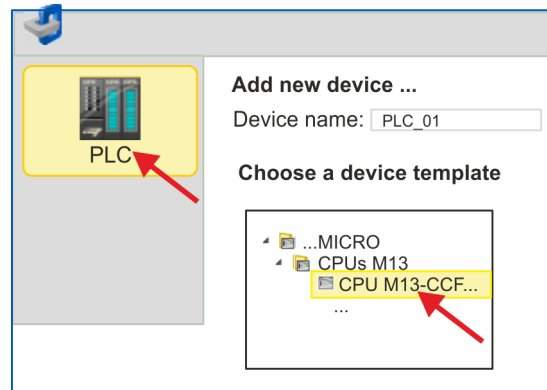 PLC
Add new device ...
Device name: PLC_01
Choose a device template
...MICRO
CPUs M13
CPU M13-CCF...
...